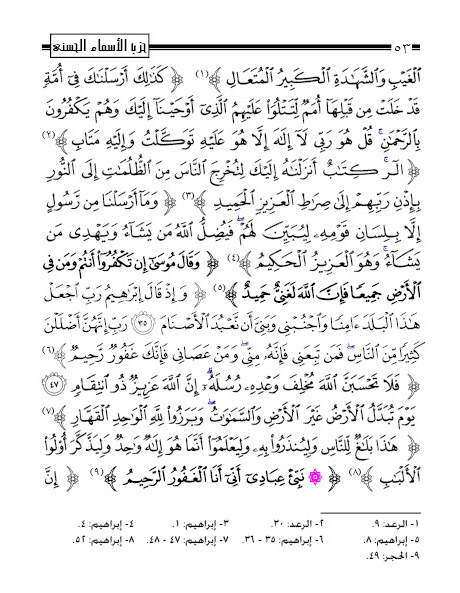 ٥٣ حزب الأسماء الحسنى
الْغَيْبِ وَالشَّهَادَةِ الْكَبِيرُ الْمُتَعَالِ ﴾(١) ﴿ كَذَٰلِكَ أَرْسَلْنَاكَ فِي أُمَّةٍ
قَدْ خَلَتْ مِن قَبْلِهَا أُمَمٌ لِّتَتْلُوَا۟ عَلَيْهِمُ الَّذِي أَوْحَيْنَا إِلَيْكَ وَهُمْ يَكْفُرُونَ
بِالرَّحْمَٰنِ ۚ قُلْ هُوَ رَبِّي لَا إِلَٰهَ إِلَّا هُوَ عَلَيْهِ تَوَكَّلْتُ وَإِلَيْهِ مَتَابِ ﴾(٢)
﴿ الٓر ۚ كِتَابٌ أَنزَلْنَاهُ إِلَيْكَ لِتُخْرِجَ النَّاسَ مِنَ الظُّلُمَاتِ إِلَى النُّورِ
بِإِذْنِ رَبِّهِمْ إِلَىٰ صِرَاطِ الْعَزِيزِ الْحَمِيدِ ﴾(٣) ﴿ وَمَا أَرْسَلْنَا مِن رَّسُولٍ
إِلَّا بِلِسَانِ قَوْمِهِ لِيُبَيِّنَ لَهُمْ ۖ فَيُضِلُّ اللَّهُ مَن يَشَاءُ وَيَهْدِي مَن
يَشَاءُ ۚ وَهُوَ الْعَزِيزُ الْحَكِيمُ ﴾(٤) ﴿ وَقَالَ مُوسَىٰ إِن تَكْفُرُوا أَنتُمْ وَمَن فِي
الْأَرْضِ جَمِيعًا فَإِنَّ اللَّهَ لَغَنِيٌّ حَمِيدٌ ﴾(٥) ﴿ وَإِذْ قَالَ إِبْرَاهِيمُ رَبِّ اجْعَلْ
هَٰذَا الْبَلَدَ آمِنًا وَاجْنُبْنِي وَبَنِيَّ أَن نَّعْبُدَ الْأَصْنَامَ ٣٥ رَبِّ إِنَّهُنَّ أَضْلَلْنَ
كَثِيرًا مِّنَ النَّاسِ ۖ فَمَن تَبِعَنِي فَإِنَّهُ مِنِّي ۖ وَمَنْ عَصَانِي فَإِنَّكَ غَفُورٌ رَّحِيمٌ ﴾(٦)
﴿ فَلَا تَحْسَبَنَّ اللَّهَ مُخْلِفَ وَعْدِهِ رُسُلَهُ ۗ إِنَّ اللَّهَ عَزِيزٌ ذُو انتِقَامٍ ٤٧
يَوْمَ تُبَدَّلُ الْأَرْضُ غَيْرَ الْأَرْضِ وَالسَّمَاوَاتُ ۖ وَبَرَزُوا لِلَّهِ الْوَاحِدِ الْقَهَّارِ ﴾(٧)
﴿ هَٰذَا بَلَاغٌ لِّلنَّاسِ وَلِيُنذَرُوا بِهِ وَلِيَعْلَمُوا أَنَّمَا هُوَ إِلَٰهٌ وَاحِدٌ وَلِيَذَّكَّرَ أُولُوا
الْأَلْبَابِ ﴾(٨) ﴿ ۞ نَبِّئْ عِبَادِي أَنِّي أَنَا الْغَفُورُ الرَّحِيمُ ﴾(٩) ﴿ إِنَّ
١- الرعد: ٩. ٢- الرعد: ٣٠. ٣- إبراهيم: ١. ٤- إبراهيم: ٤.
٥- إبراهيم: ٨. ٦- إبراهيم: ٣٥ - ٣٦. ٧- إبراهيم: ٤٧ - ٤٨. ٨- إبراهيم: ٥٢.
٩- الحجر: ٤٩.